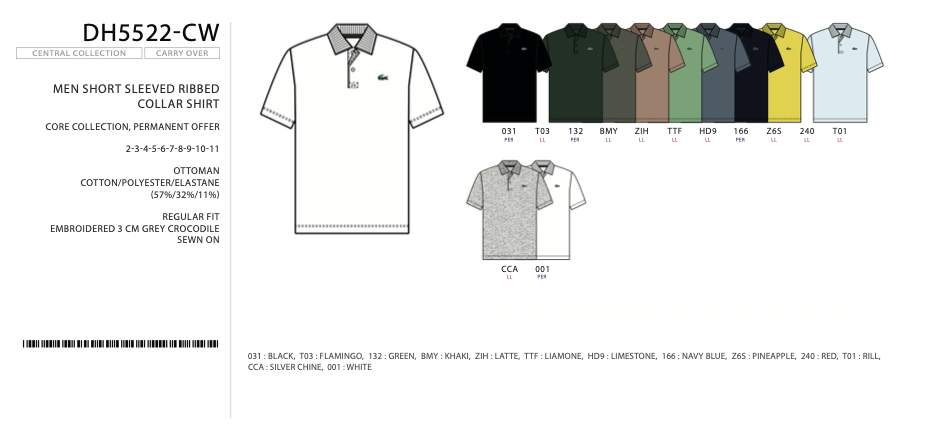 DH5522-CW
CENTRAL COLLECTION CARRY OVER
MEN SHORT SLEEVED RIBBED
COLLAR SHIRT
CORE COLLECTION, PERMANENT OFFER
2-3-4-5-6-7-8-9-10-11
OTTOMAN
COTTON/POLYESTER/ELASTANE
(57%/32%/11%)
REGULAR FIT
EMBROIDERED 3 CM GREY CROCODILE
SEWN ON
031 T03 132 BMY ZIH TTF HD9 166 Z6S 240 T01
PER LL PER LL LL LL LL PER LL LL LL
CCA 001
LL PER
031 : BLACK, T03 : FLAMINGO, 132 : GREEN, BMY : KHAKI, ZIH : LATTE, TTF : LIAMONE, HD9 : LIMESTONE, 166 : NAVY BLUE, Z6S : PINEAPPLE, 240 : RED, T01 : RILL,
CCA : SILVER CHINE, 001 : WHITE